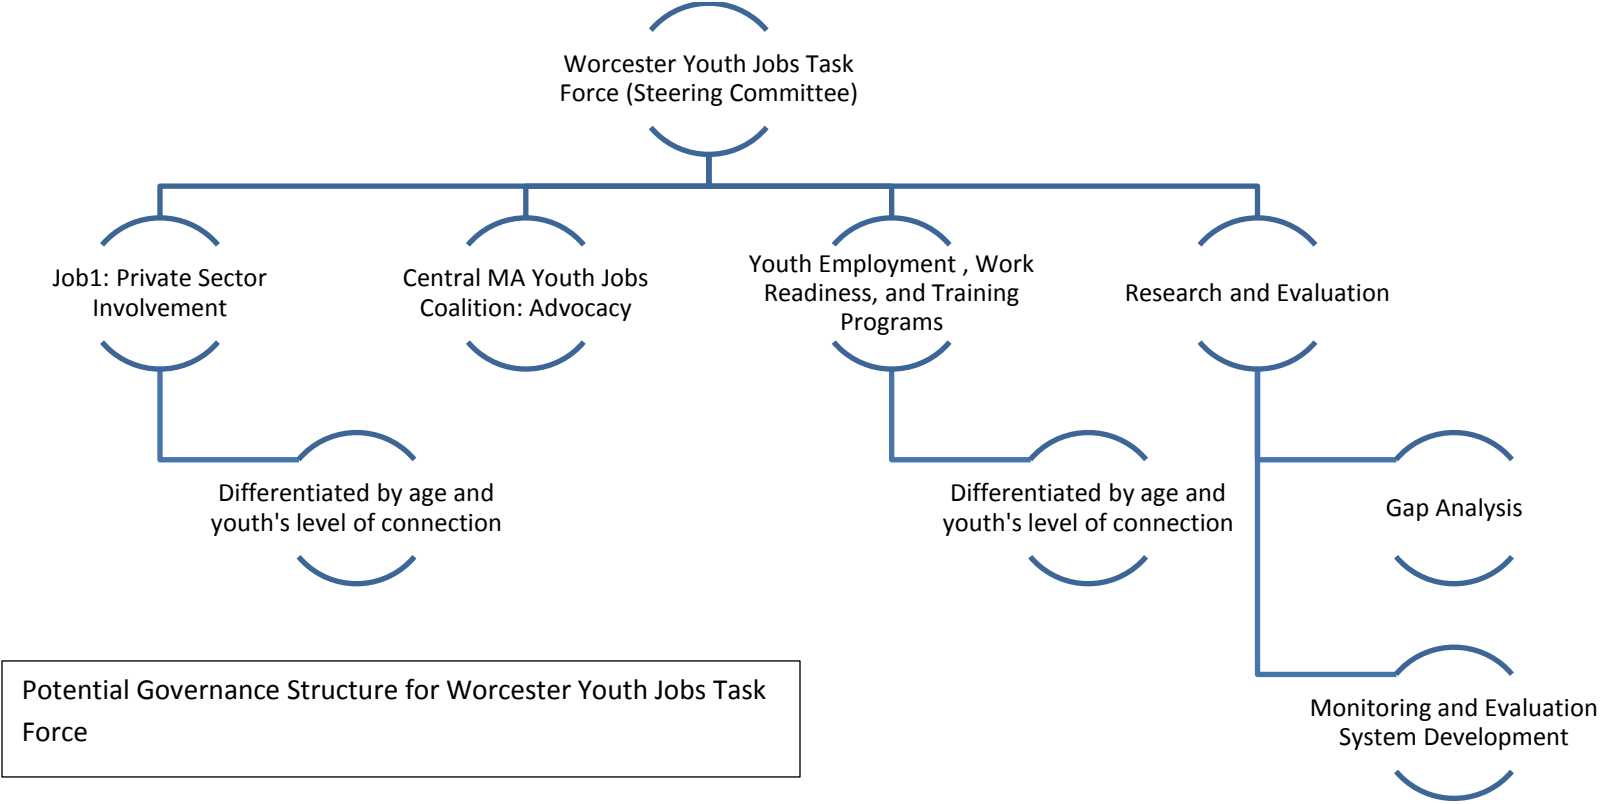 Worcester Youth Jobs Task
Force (Steering Committee)
Job1: Private Sector
Involvement
Central MA Youth Jobs
Coalition: Advocacy
Youth Employment , Work
Readiness, and Training
Programs
Research and Evaluation
Differentiated by age and
youth's level of connection
Differentiated by age and
youth's level of connection
Gap Analysis
Monitoring and Evaluation
System Development
Potential Governance Structure for Worcester Youth Jobs Task
Force